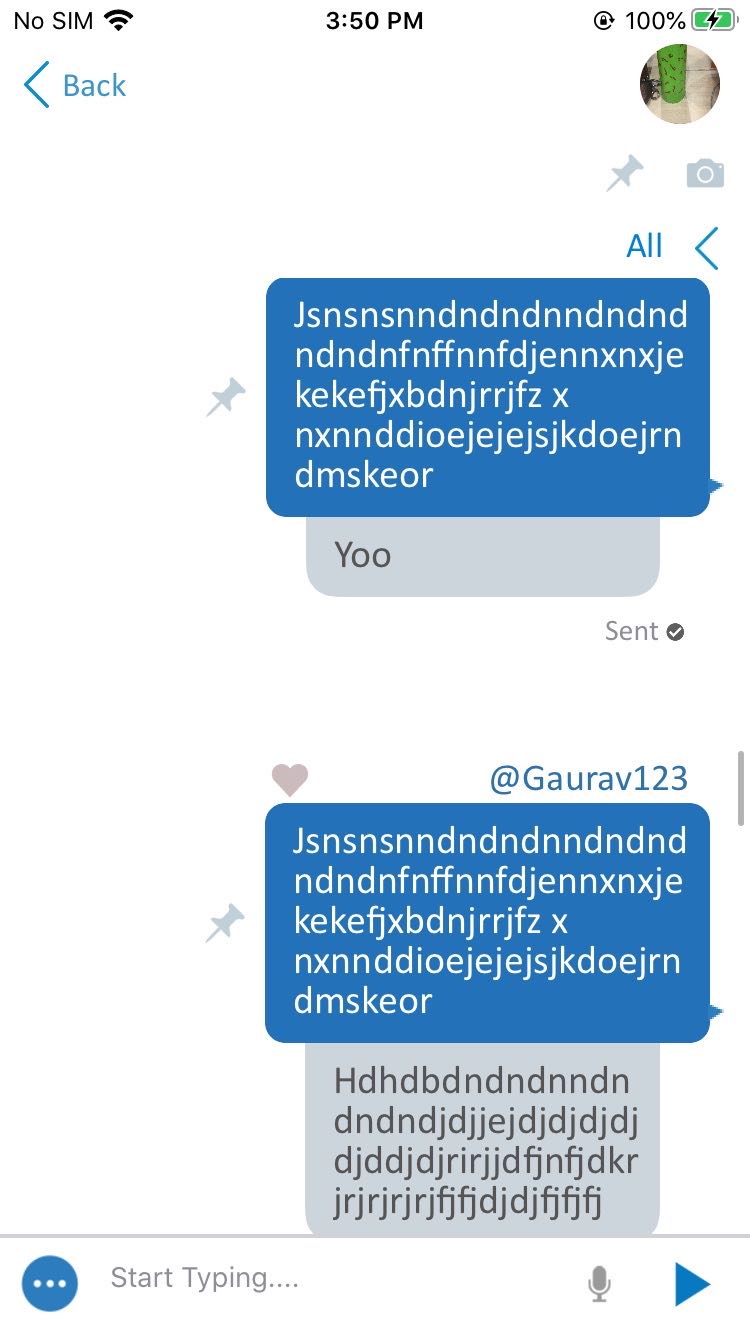 No SIM 3:50 PM 100%
Back
All
Jsnsnsnndndndnndndnd
ndndnfnffnnfdjennxnxje
kekefjxbdnjrrjfz x
nxnnddioejejejsjkdoejrn
dmskeor
Yoo
Sent
@Gaurav123
Jsnsnsnndndndnndndnd
ndndnfnffnnfdjennxnxje
kekefjxbdnjrrjfz x
nxnnddioejejejsjkdoejrn
dmskeor
Hdhdbdndndnndn
dndndjdjjejdjdjdjdj
djddjdjrirjjdfjnfjdkr
jrjrjrjrjfjfjdjdjfjfjfj
Start Typing....